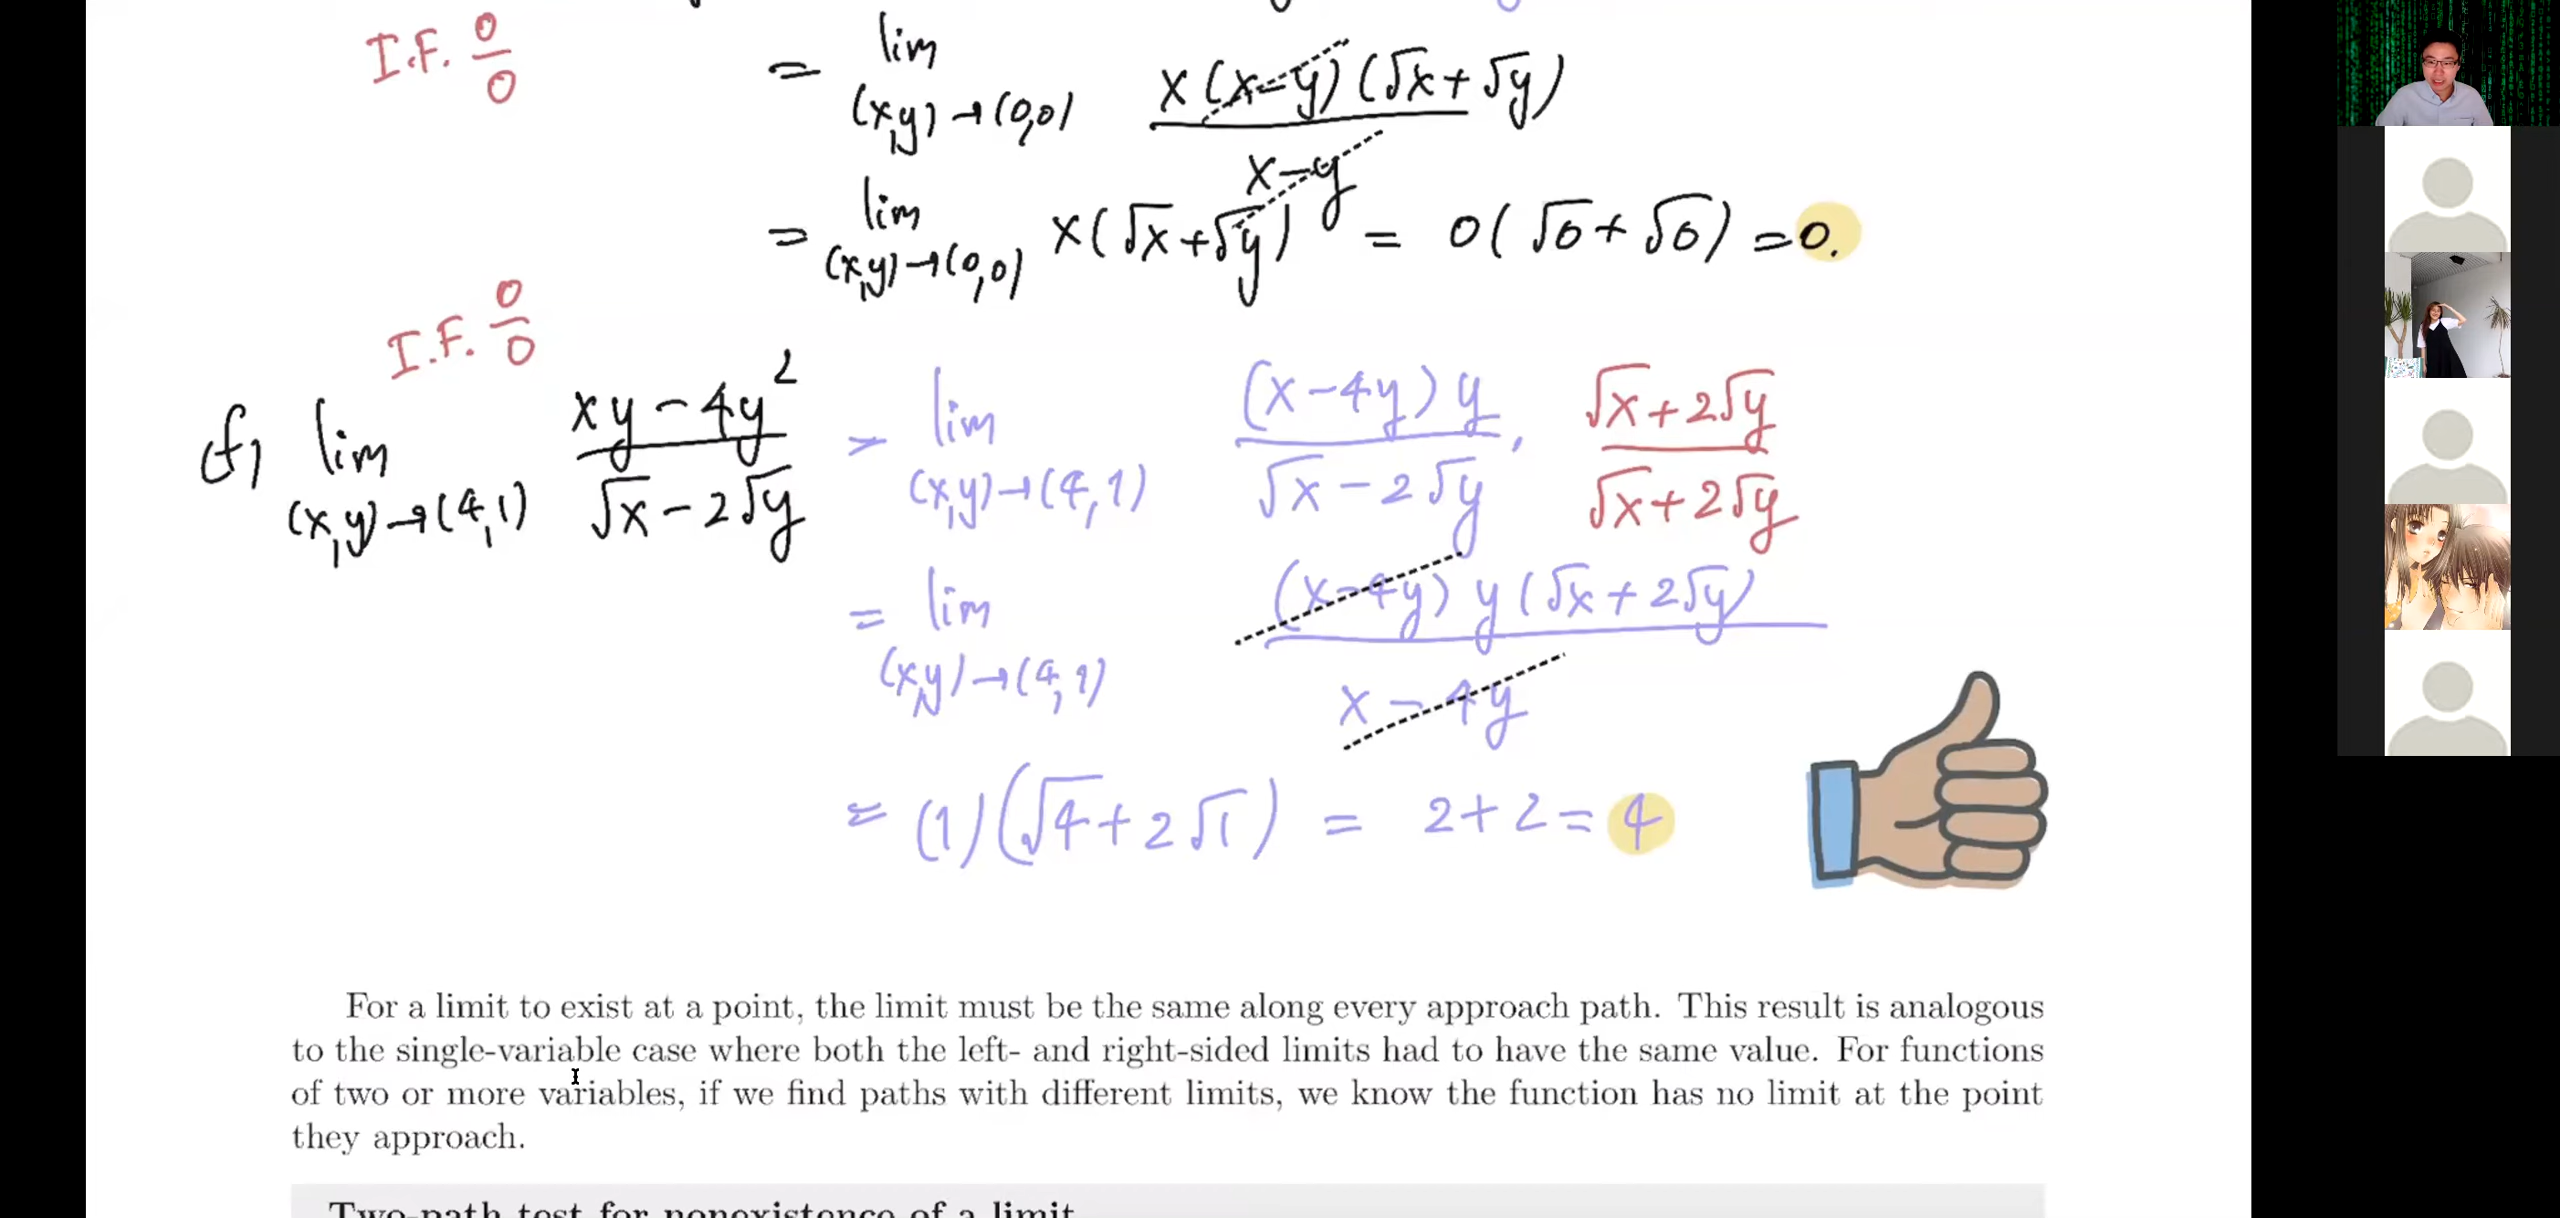 I.F. 0/0
= lim (x,y)→(0,0) x(x-y)(√x+√y) / x-y
= lim (x,y)→(0,0) x(√x+√y) = 0(√0+√0) = 0.
I.F. 0/0
f) lim (x,y)→(4,1) xy-4y² / √x-2√y = lim (x,y)→(4,1) (x-4y)y / √x-2√y · √x+2√y / √x+2√y
= lim (x,y)→(4,1) (x-4y)y(√x+2√y) / x-4y
= (1)(√4+2√1) = 2+2 = 4
For a limit to exist at a point, the limit must be the same along every approach path. This result is analogous
to the single-variable case where both the left- and right-sided limits had to have the same value. For functions
of two or more variables, if we find paths with different limits, we know the function has no limit at the point
they approach.
Two-path test for nonexistence of a limit